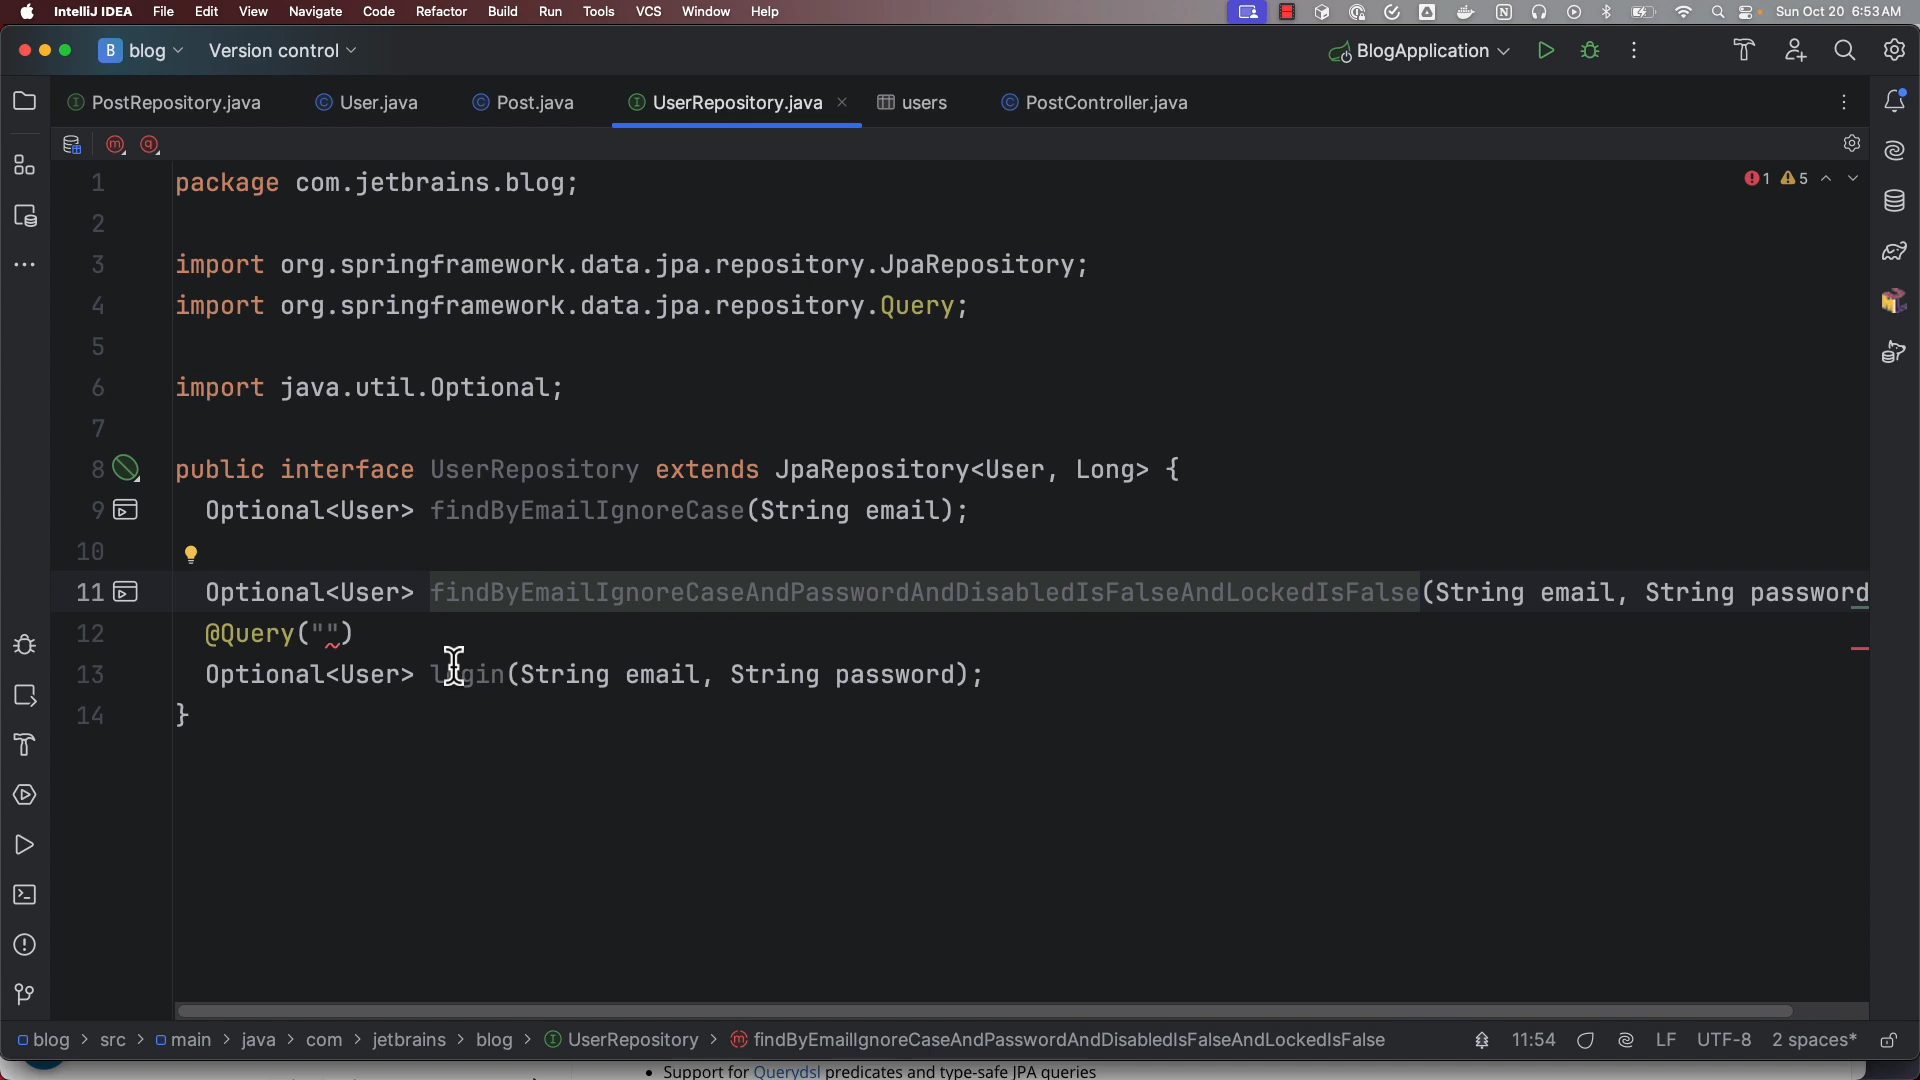 IntelliJ IDEA File Edit View Navigate Code Refactor Build Run Tools VCS Window Help Sun Oct 20 6:53 AM
B blog Version control BlogApplication
PostRepository.java User.java Post.java UserRepository.java users PostController.java
1 package com.jetbrains.blog;
1 5
2
3 import org.springframework.data.jpa.repository.JpaRepository;
4 import org.springframework.data.jpa.repository.Query;
5
6 import java.util.Optional;
7
8 public interface UserRepository extends JpaRepository<User, Long> {
9 Optional<User> findByEmailIgnoreCase(String email);
10
11 Optional<User> findByEmailIgnoreCaseAndPasswordAndDisabledIsFalseAndLockedIsFalse(String email, String password
12 @Query("")
13 Optional<User> login(String email, String password);
14 }
blog > src > main > java > com > jetbrains > blog > UserRepository > findByEmailIgnoreCaseAndPasswordAndDisabledIsFalseAndLockedIsFalse 11:54 LF UTF-8 2 spaces*
• Support for Querydsl predicates and type-safe JPA queries